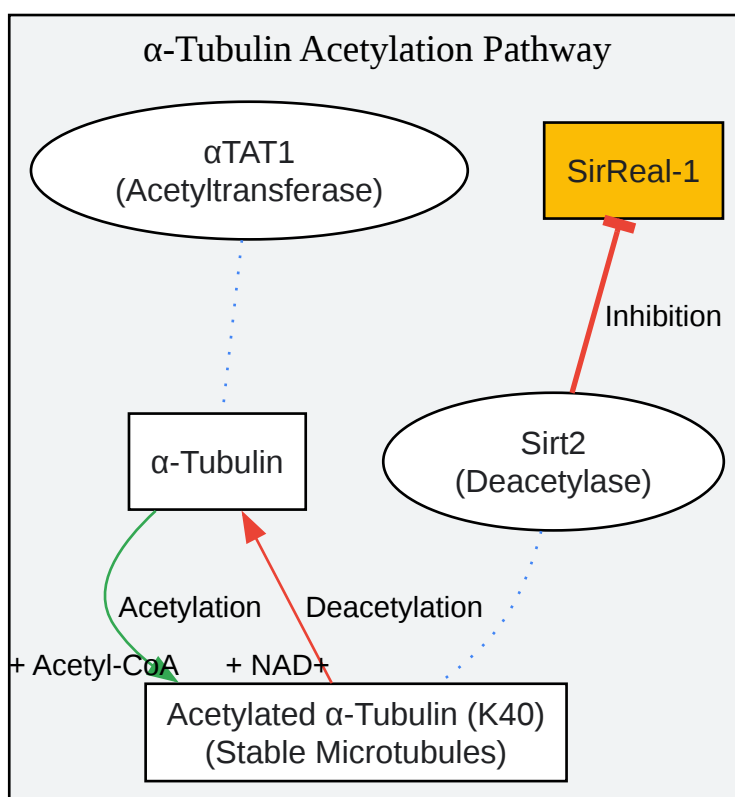 α-Tubulin Acetylation Pathway
αTAT1
(Acetyltransferase)
SirReal-1
Inhibition
α-Tubulin
Sirt2
(Deacetylase)
Acetylation
Deacetylation
+ Acetyl-CoA
+ NAD+
Acetylated α-Tubulin (K40)
(Stable Microtubules)